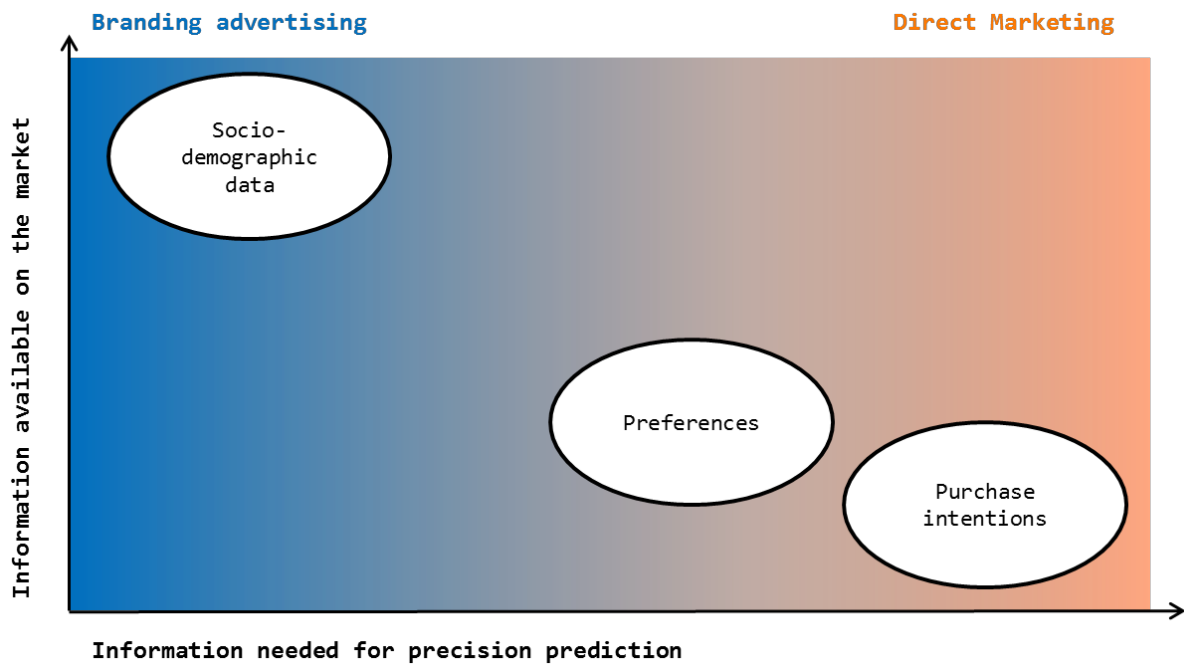 Branding advertising
Direct Marketing
Information available on the market
Socio-
demographic
data
Preferences
Purchase
intentions
Information needed for precision prediction